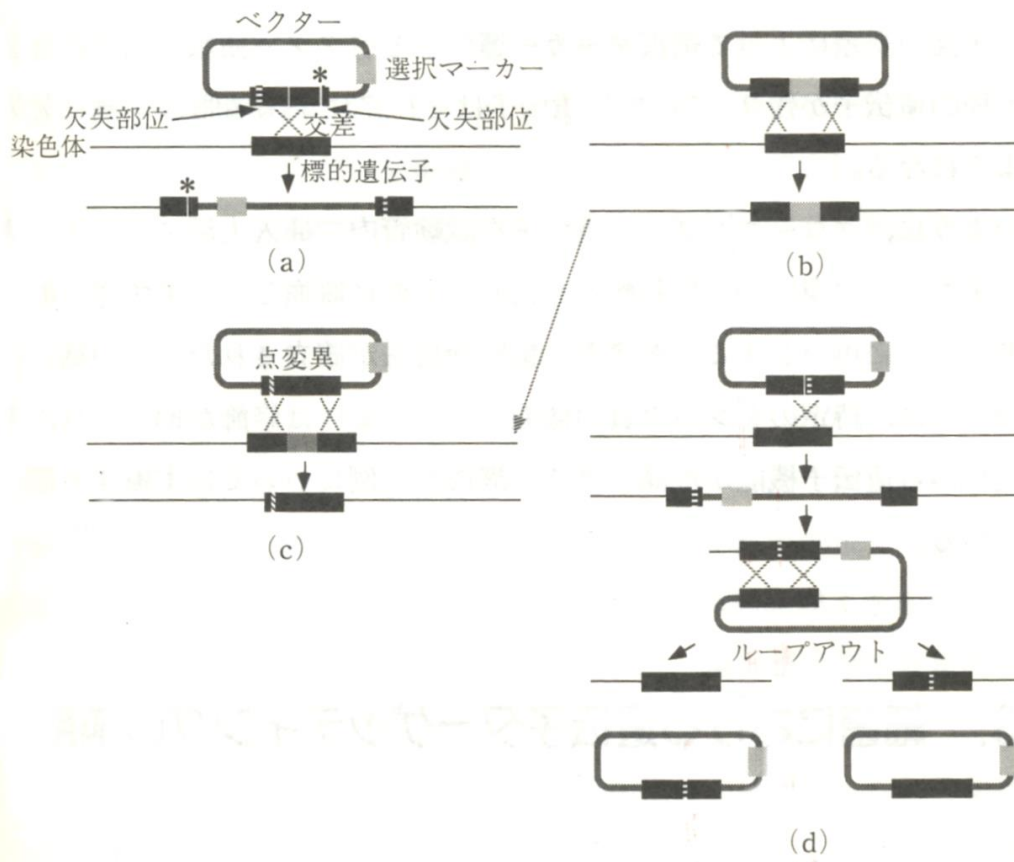 ベクター
*
選択マーカー
欠失部位
交差
欠失部位
染色体
標的遺伝子
*
(a)
(b)
点変異
(c)
ループアウト
(d)